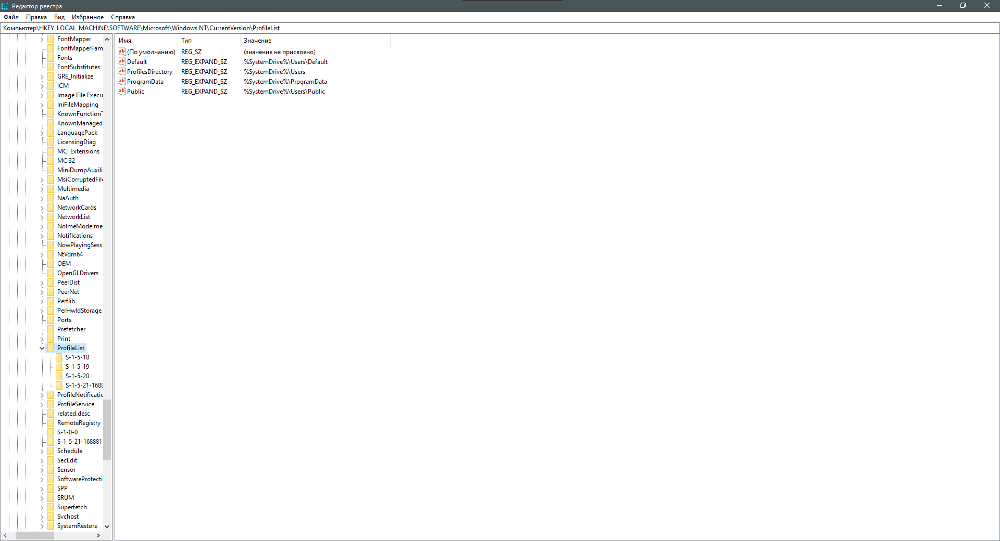 Редактор реестра
Файл Правка Вид Избранное Справка
Компьютер\HKEY_LOCAL_MACHINE\SOFTWARE\Microsoft\Windows NT\CurrentVersion\ProfileList
FontMapper
FontMapperFam
Fonts
FontSubstitutes
GRE_Initialize
ICM
Image File Execu
IniFileMapping
KnownFunctionT
KnownManaged
LanguagePack
LicensingDiag
MCI Extensions
MCI32
MiniDumpAuxili
MsiCorruptedFil
Multimedia
NaAuth
NetworkCards
NetworkList
NoImeModeIme
Notifications
NowPlayingSess
NtVdm64
OEM
OpenGLDrivers
PeerDist
PeerNet
Perflib
PerHwIdStorage
Ports
Prefetcher
Print
ProfileList
S-1-5-18
S-1-5-19
S-1-5-20
S-1-5-21-1688
ProfileNotificatio
ProfileService
related.desc
RemoteRegistry
S-1-0-0
S-1-5-21-168881
Schedule
SecEdit
Sensor
SoftwareProtecti
SPP
SRUM
Superfetch
Svchost
SystemRestore
Имя Тип Значение
(По умолчанию) REG_SZ (значение не присвоено)
Default REG_EXPAND_SZ %SystemDrive%\Users\Default
ProfilesDirectory REG_EXPAND_SZ %SystemDrive%\Users
ProgramData REG_EXPAND_SZ %SystemDrive%\ProgramData
Public REG_EXPAND_SZ %SystemDrive%\Users\Public